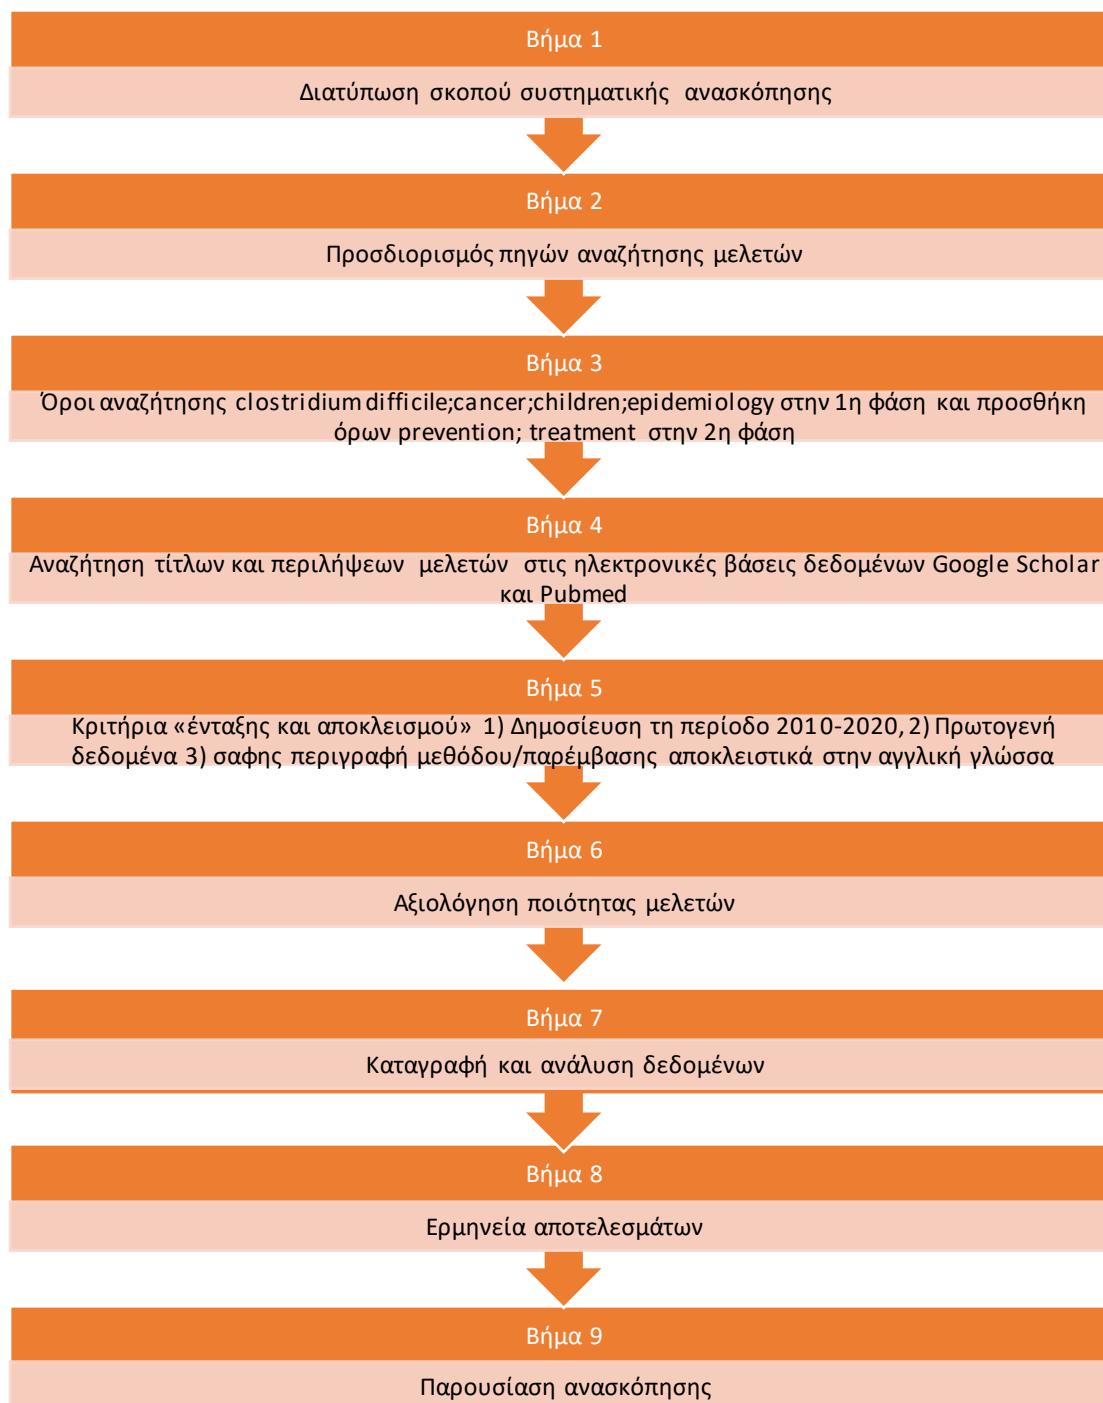 Βήμα 1
Διατύπωση σκοπού συστηματικής ανασκόπησης
Βήμα 2
Προσδιορισμός πηγών αναζήτησης μελετών
Βήμα 3
Όροι αναζήτησης clostridium difficile;cancer;children;epidemiology στην 1η φάση και προσθήκη
όρων prevention; treatment στην 2η φάση
Βήμα 4
Αναζήτηση τίτλων και περιλήψεων μελετών στις ηλεκτρονικές βάσεις δεδομένων Google Scholar
και Pubmed
Βήμα 5
Κριτήρια «ένταξης και αποκλεισμού» 1) Δημοσίευση τη περίοδο 2010-2020, 2) Πρωτογενή
δεδομένα 3) σαφης περιγραφή μεθόδου/παρέμβασης αποκλειστικά στην αγγλική γλώσσα
Βήμα 6
Αξιολόγηση ποιότητας μελετών
Βήμα 7
Καταγραφή και ανάλυση δεδομένων
Βήμα 8
Ερμηνεία αποτελεσμάτων
Βήμα 9
Παρουσίαση ανασκόπησης